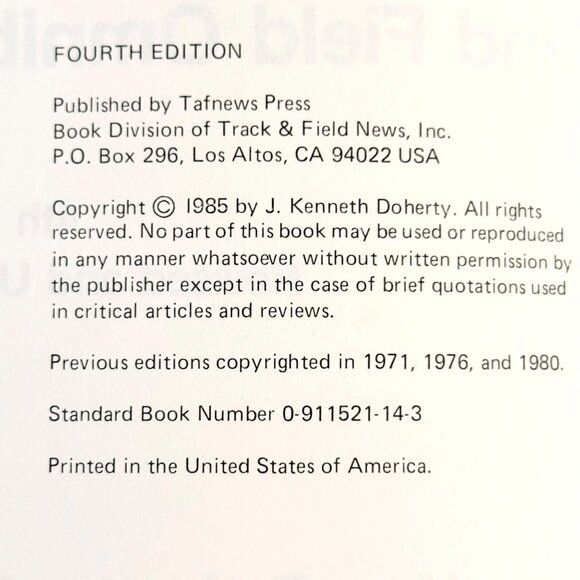 FOURTH EDITION
Published by Tafnews Press
Book Division of Track & Field News, Inc.
P.O. Box 296, Los Altos, CA 94022 USA
Copyright © 1985 by J. Kenneth Doherty. All rights
reserved. No part of this book may be used or reproduced
in any manner whatsoever without written permission by
the publisher except in the case of brief quotations used
in critical articles and reviews.
Previous editions copyrighted in 1971, 1976, and 1980.
Standard Book Number 0-911521-14-3
Printed in the United States of America.